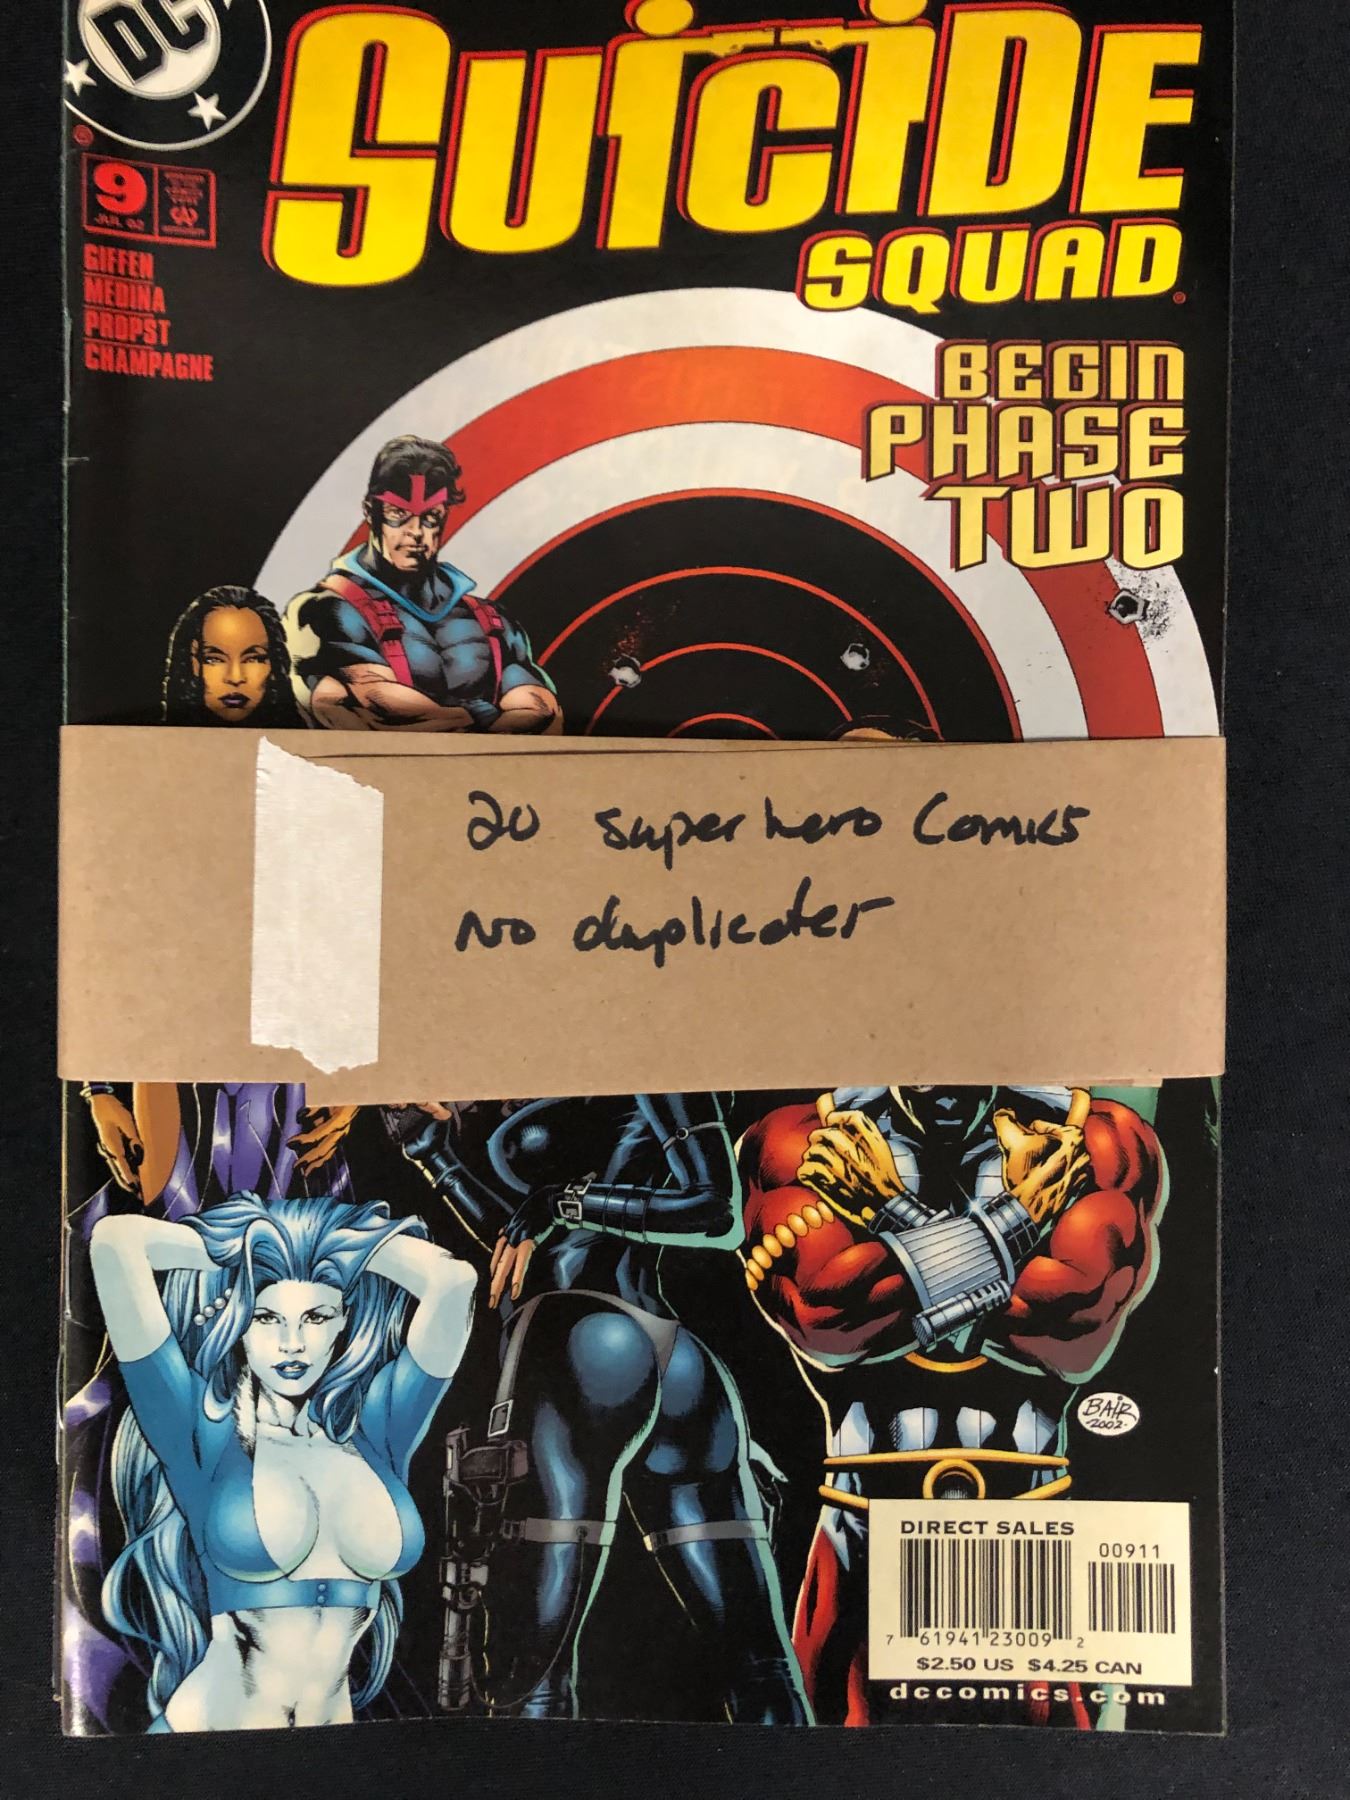 DC
SUICIDE
SQUAD
9
JUL 02
GIFFEN
MEDINA
PROPST
CHAMPAGNE
BEGIN
PHASE
TWO
20 superhero Comics
No duplicates
BAIR
2002
DIRECT SALES
00911
7 61941 23009 2
$2.50 US $4.25 CAN
dccomics.com